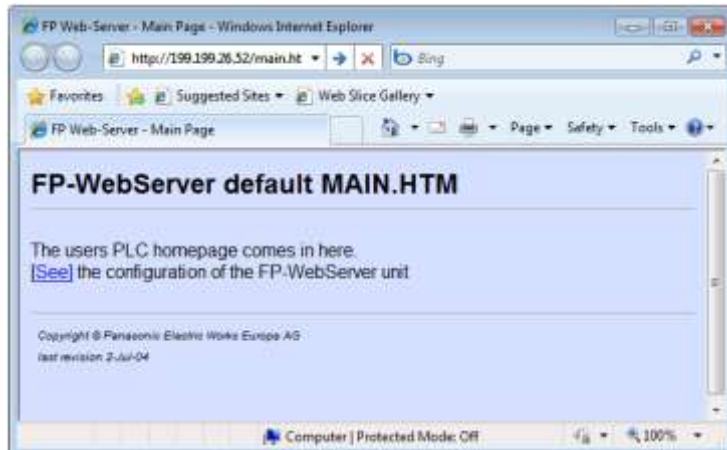 FP Web-Server - Main Page - Windows Internet Explorer
http://199.199.26.52/main.ht
Bing
Favorites Suggested Sites Web Slice Gallery
FP Web-Server - Main Page Page Safety Tools
FP-WebServer default MAIN.HTM
The users PLC homepage comes in here.
[See] the configuration of the FP-WebServer unit
Copyright © Panasonic Electric Works Europe AG
last revision 2-Jul-04
Computer | Protected Mode: Off 100%